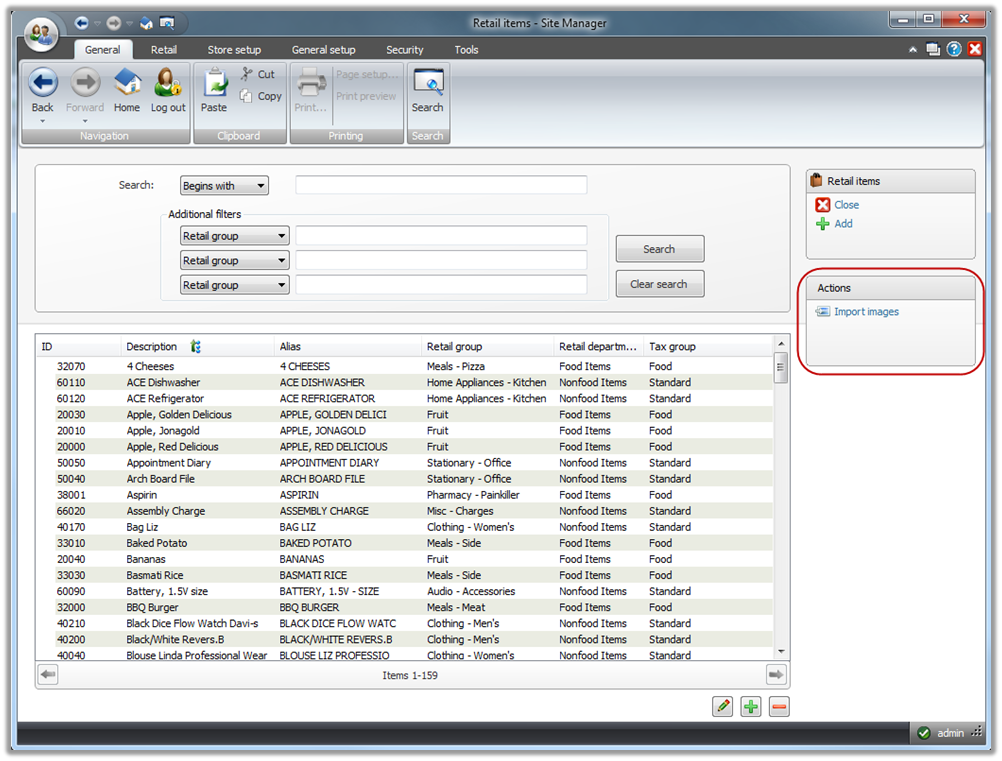 Retail items - Site Manager
General Retail Store setup General setup Security Tools
Back Forward Home Log out Paste Cut Copy Print... Page setup... Print preview Search
Navigation Clipboard Printing Search
Search: Begins with
Additional filters
Retail group
Retail group
Retail group
Search
Clear search
Retail items
Close
Add
Actions
Import images
ID Description Alias Retail group Retail departm... Tax group
32070 4 Cheeses 4 CHEESES Meals - Pizza Food Items Food
60110 ACE Dishwasher ACE DISHWASHER Home Appliances - Kitchen Nonfood Items Standard
60120 ACE Refrigerator ACE REFRIGERATOR Home Appliances - Kitchen Nonfood Items Standard
20030 Apple, Golden Delicious APPLE, GOLDEN DELICI Fruit Food Items Food
20010 Apple, Jonagold APPLE, JONAGOLD Fruit Food Items Food
20000 Apple, Red Delicious APPLE, RED DELICIOUS Fruit Food Items Food
50050 Appointment Diary APPOINTMENT DIARY Stationary - Office Nonfood Items Standard
50040 Arch Board File ARCH BOARD FILE Stationary - Office Nonfood Items Standard
38001 Aspirin ASPIRIN Pharmacy - Painkiller Food Items Food
66020 Assembly Charge ASSEMBLY CHARGE Misc - Charges Nonfood Items Standard
40170 Bag Liz BAG LIZ Clothing - Women's Nonfood Items Standard
33010 Baked Potato BAKED POTATO Meals - Side Food Items Food
20040 Bananas BANANAS Fruit Food Items Food
33030 Basmati Rice BASMATI RICE Meals - Side Food Items Food
60090 Battery, 1.5V size BATTERY, 1.5V - SIZE Audio - Accessories Nonfood Items Standard
32000 BBQ Burger BBQ BURGER Meals - Meat Food Items Food
40210 Black Dice Flow Watch Davi-s BLACK DICE FLOW WATC Clothing - Men's Nonfood Items Standard
40200 Black/White Revers.B BLACK/WHITE REVERS.B Clothing - Men's Nonfood Items Standard
40040 Blouse Linda Professional Wear BLOUSE LIZ PROFESSIO Clothing - Women's Nonfood Items Standard
Items 1-159
admin